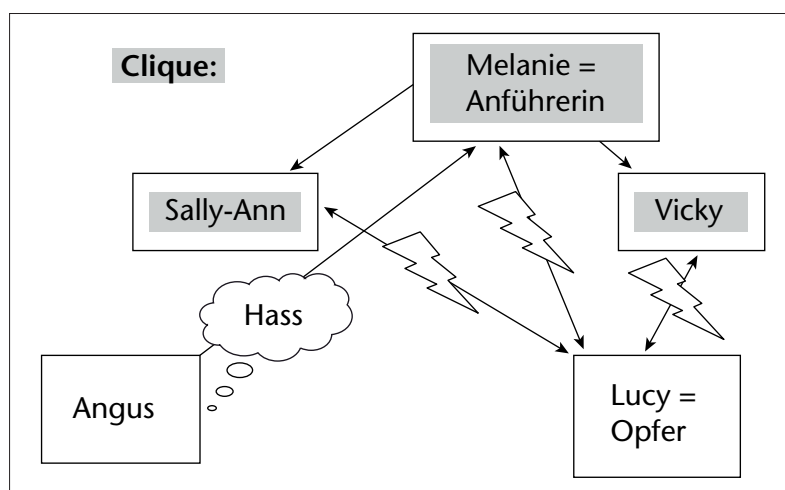 Clique:
Melanie =
Anführerin
Sally-Ann
Vicky
Hass
Angus
Lucy =
Opfer